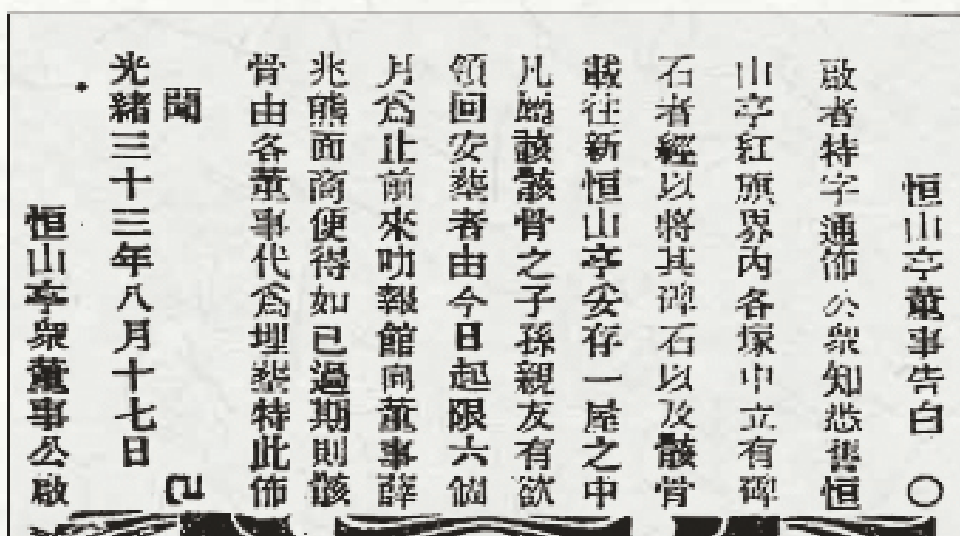 恒山亭董事告白 ○
啟者特字通佈公衆知悉舊恒
山亭紅旗界內各塚中立有碑
石者經以將其碑石以及骸骨
載往新恒山亭安存一屋之中
凡屬該骸骨之子孫親友有欲
領回安葬者由今日起限六個
月為止前來叻報館向董事薛
兆熊面商便得如已過期則骸
骨由各董事代為埋葬特此佈
聞
光緒三十三年八月十七日
恒山亭衆董事公啟